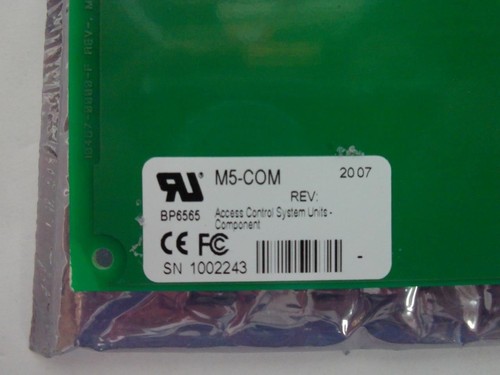 M5-COM 2007
REV:
BP6565 Access Control System Units -
Component
CE FC
SN 1002243 -